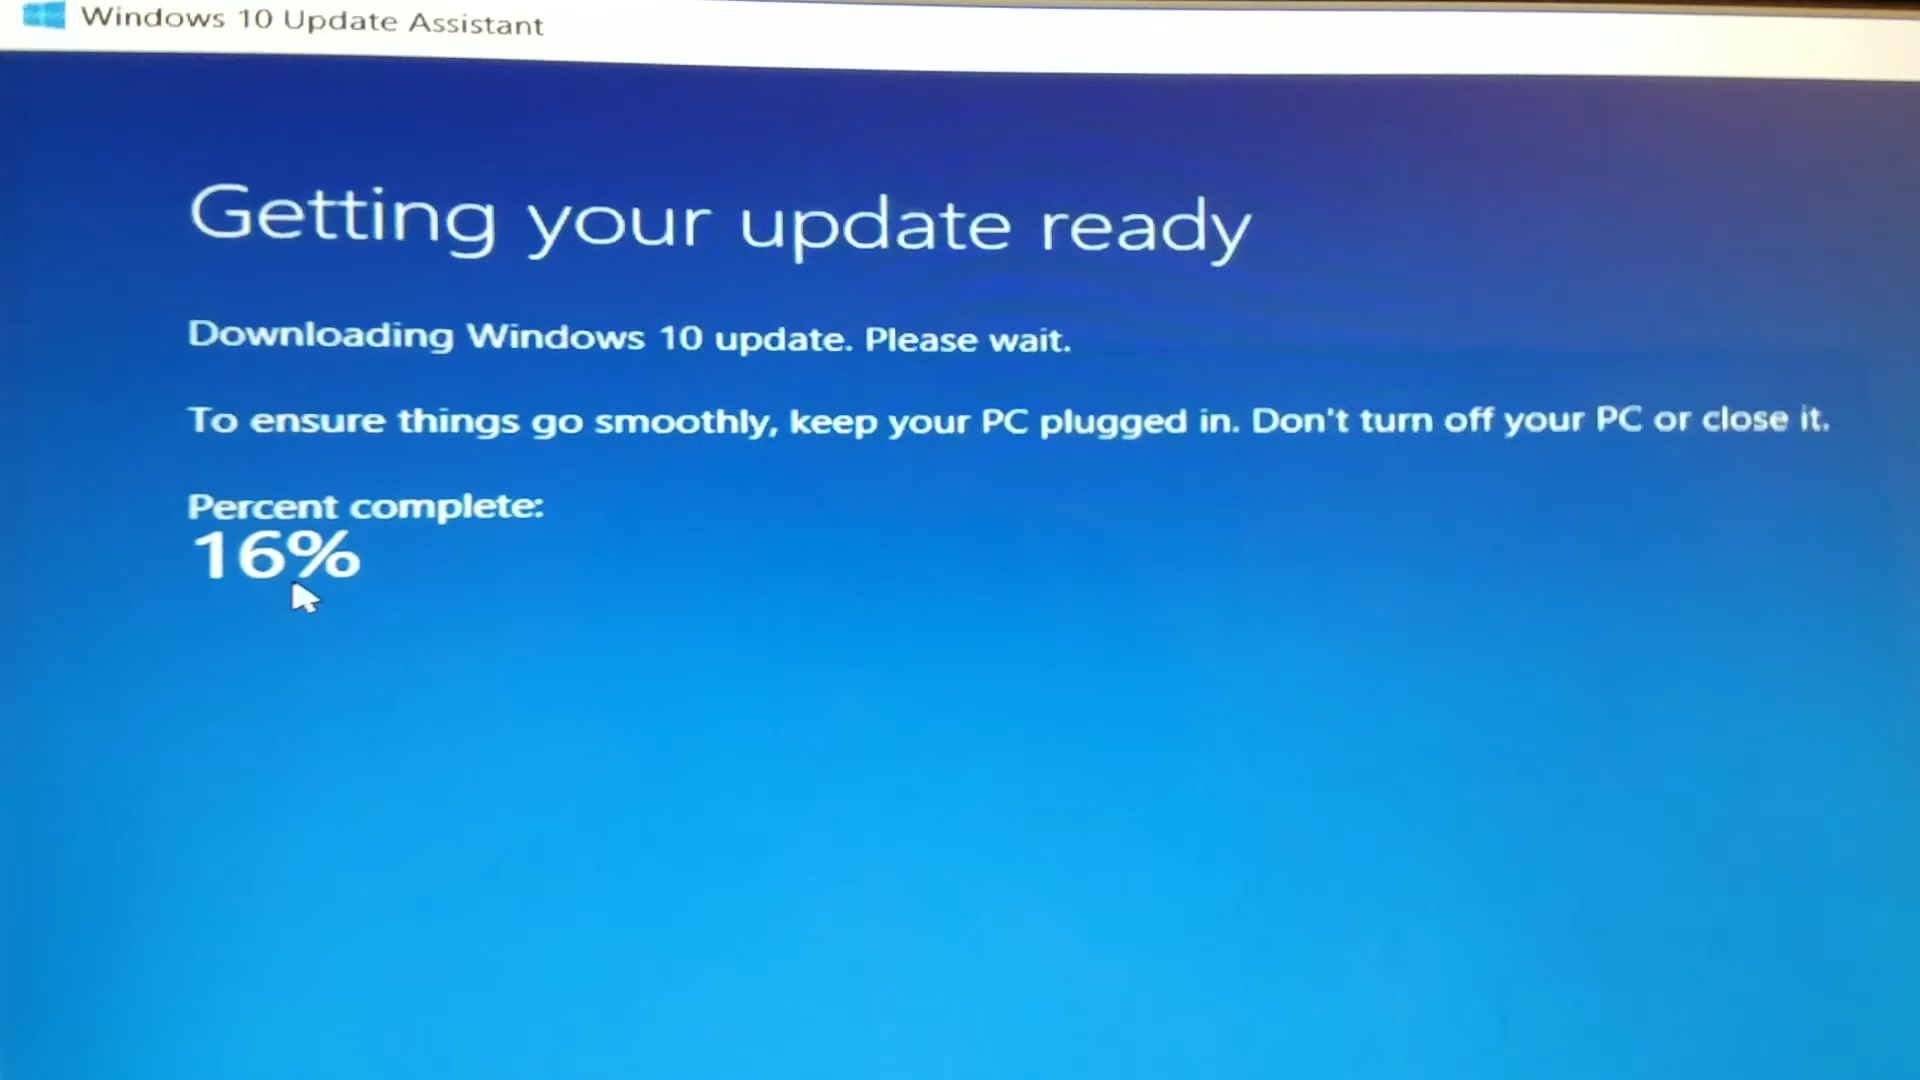 Windows 10 Update Assistant
Getting your update ready
Downloading Windows 10 update. Please wait.
To ensure things go smoothly, keep your PC plugged in. Don't turn off your PC or close it.
Percent complete:
16%